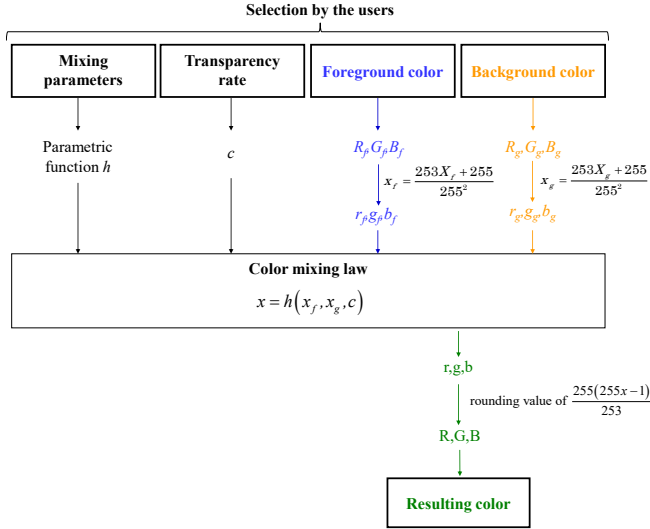 Selection by the users
Mixing parameters
Transparency rate
Foreground color
Background color
Parametric function h
c
R_f,G_f,B_f
R_g,G_g,B_g
x_f = (253X_f + 255) / 255²
x_g = (253X_g + 255) / 255²
r_f,g_f,b_f
r_g,g_g,b_g
Color mixing law
x = h(x_f, x_g, c)
r,g,b
rounding value of 255(255x−1) / 253
R,G,B
Resulting color